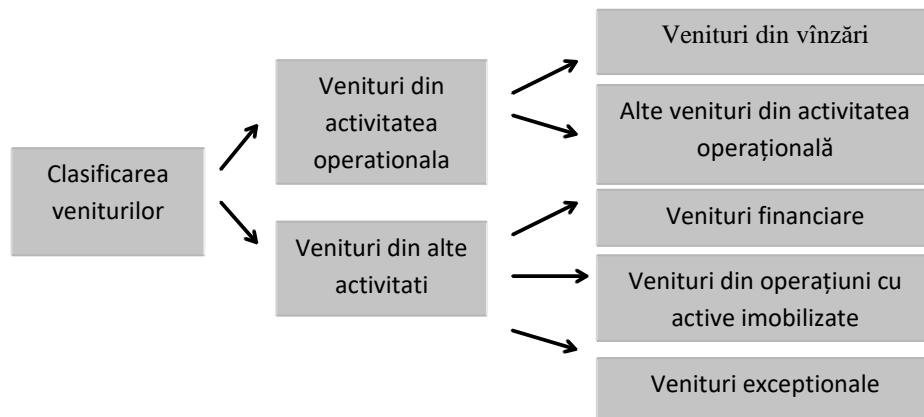 Clasificarea
veniturilor
Venituri din
activitatea
operationala
Venituri din alte
activitati
Venituri din vînzări
Alte venituri din activitatea
operațională
Venituri financiare
Venituri din operațiuni cu
active imobilizate
Venituri exceptionale